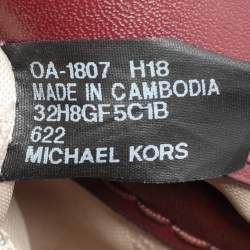 OA-1807 H18
MADE IN CAMBODIA
32H8GF5C1B
622
MICHAEL KORS